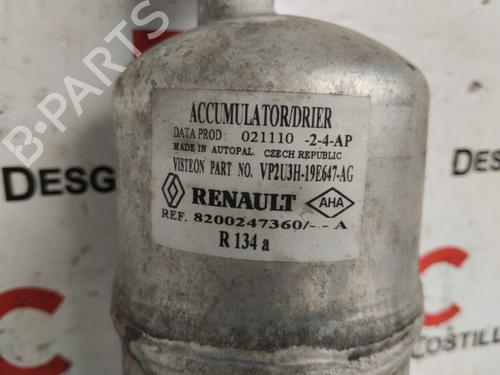 B-PARTS
ACCUMULATOR/DRIER
DATA PROD 021110 -2-4-AP
MADE IN AUTOPAL CZECH REPUBLIC
VISTEON PART NO. VP2U3H-19E647-AG
RENAULT AHA
REF. 8200247360/-- A
R 134 a
DESG
DESG
COSTILL